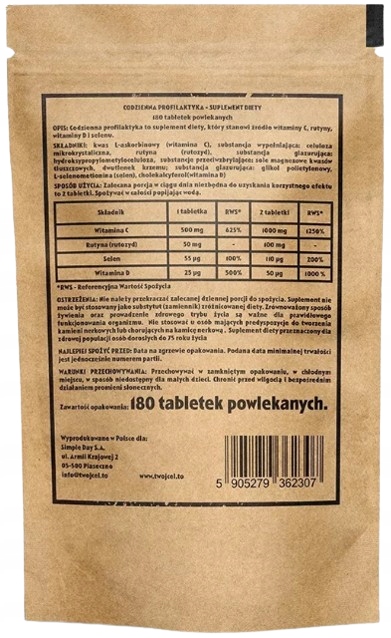 CODZIENNA PROFILAKTYKA • SUPLEMENT DIETY
180 tabletek powlekanych
OPIS: Codzienna profilaktyka to suplement diety, który stanowi źródło witaminy C, rutyny,
witaminy D i selenu.
SKŁADNIKI: kwas L-askorbinowy (witamina C), substancja wypełniająca: celuloza
mikrokrystaliczna, rutyna (rutozyd), substancja glazurująca:
hydroksypropylometyloceluloza, substancje przeciwzbrylające: sole magnezowe kwasów
tłuszczowych, dwutlenek krzemu; substancja glazurująca: glikol polietylenowy,
L-selenometionina (selen), cholekalcyferol(witamina D)
SPOSÓB UŻYCIA: Zalecana porcja w ciągu dnia niezbędna do uzyskania korzystnego efektu
to 2 tabletki. Spożywać w całości popijając wodą.
Składnik 1 tabletka RWS* 2 tabletki RWS*
Witamina C 500 mg 625% 1000 mg 1250%
Rutyna (rutozyd) 50 mg - 100 mg -
Selen 55 µg 100% 110 µg 200%
Witamina D 25 µg 500% 50 µg 1000 %
*RWS - Referencyjna Wartość Spożycia
OSTRZEŻENIA: Nie należy przekraczać zalecanej dziennej porcji do spożycia. Suplement nie
może być stosowany jako substytut (zamiennik) zróżnicowanej diety. Zrównoważony sposób
żywienia oraz prowadzenie zdrowego trybu życia są ważne dla prawidłowego
funkcjonowania organizmu. Nie stosować u osób mających predyspozycje do tworzenia
kamieni nerkowych lub chorujących na kamicę nerkową . Suplement diety przeznaczony dla
zdrowej populacji osób dorosłych do 75 roku życia
NAJLEPIEJ SPOŻYĆ PRZED: Data na zgrzewie opakowania. Podana data minimalnej trwałości
jest jednocześnie numerem partii.
WARUNKI PRZECHOWYWANIA: Przechowywać w zamkniętym opakowaniu, w chłodnym
miejscu, w sposób niedostępny dla małych dzieci. Chronić przed wilgocią i bezpośrednim
działaniem promieni słonecznych.
Zawartość opakowania: 180 tabletek powlekanych.
Wyprodukowano w Polsce dla:
Simple Day S.A.
ul. Armii Krajowej 2
05-500 Piaseczno
info@twojcel.to
www.twojcel.to
5 905279 362307